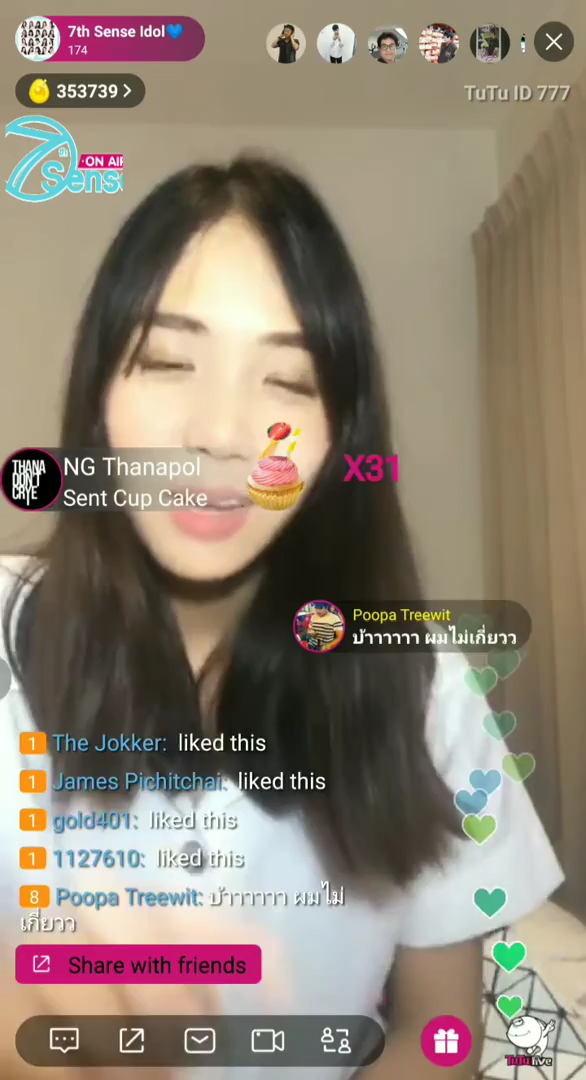 7th Sense Idol💙
174
353739
TuTu ID 777
7th
ON AIR
Sens
NG Thanapol
Sent Cup Cake
X31
THANA
DON'T
CRYE
Poopa Treewit
บ้าาาาาา ผมไม่เกี่ยวว
1 The Jokker: liked this
1 James Pichitchai: liked this
1 gold401: liked this
1 1127610: liked this
8 Poopa Treewit: บ้าาาาาา ผมไม่
เกี่ยวว
Share with friends
TuTulive